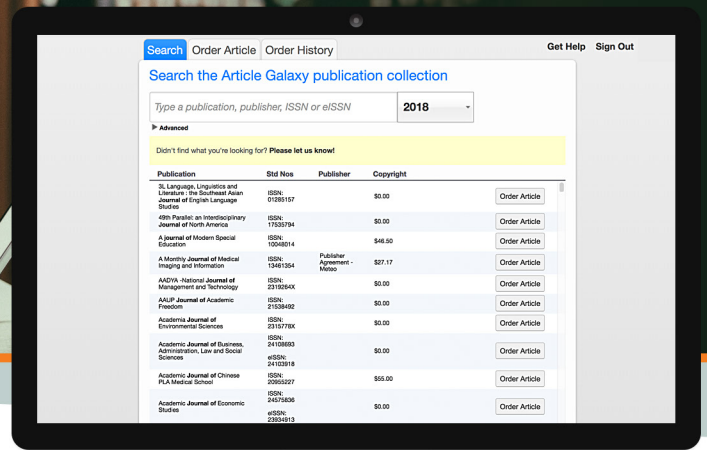 Search Order Article Order History Get Help Sign Out
Search the Article Galaxy publication collection
Type a publication, publisher, ISSN or eISSN 2018
Advanced
Didn't find what you're looking for? Please let us know!
Publication Std Nos Publisher Copyright
3L Language, Linguistics and
Literature : the Southeast Asian
Journal of English Language
Studies
ISSN:
01285157
$0.00
Order Article
49th Parallel: an Interdisciplinary
Journal of North America
ISSN:
17535794
$0.00
Order Article
A journal of Modern Special
Education
ISSN:
10048014
$46.50
Order Article
A Monthly Journal of Medical
Imaging and Information
ISSN:
13461354
Publisher
Agreement -
Meteo
$27.17
Order Article
AADYA -National Journal of
Management and Technology
ISSN:
2319264X
$0.00
Order Article
AAUP Journal of Academic
Freedom
ISSN:
21538492
$0.00
Order Article
Academia Journal of
Environmental Sciences
ISSN:
2315778X
$0.00
Order Article
Academic Journal of Business,
Administration, Law and Social
Sciences
ISSN:
24108693
eISSN:
24103918
$0.00
Order Article
Academic Journal of Chinese
PLA Medical School
ISSN:
20955227
$55.00
Order Article
Academic Journal of Economic
Studies
ISSN:
24575836
eISSN:
23934913
$0.00
Order Article